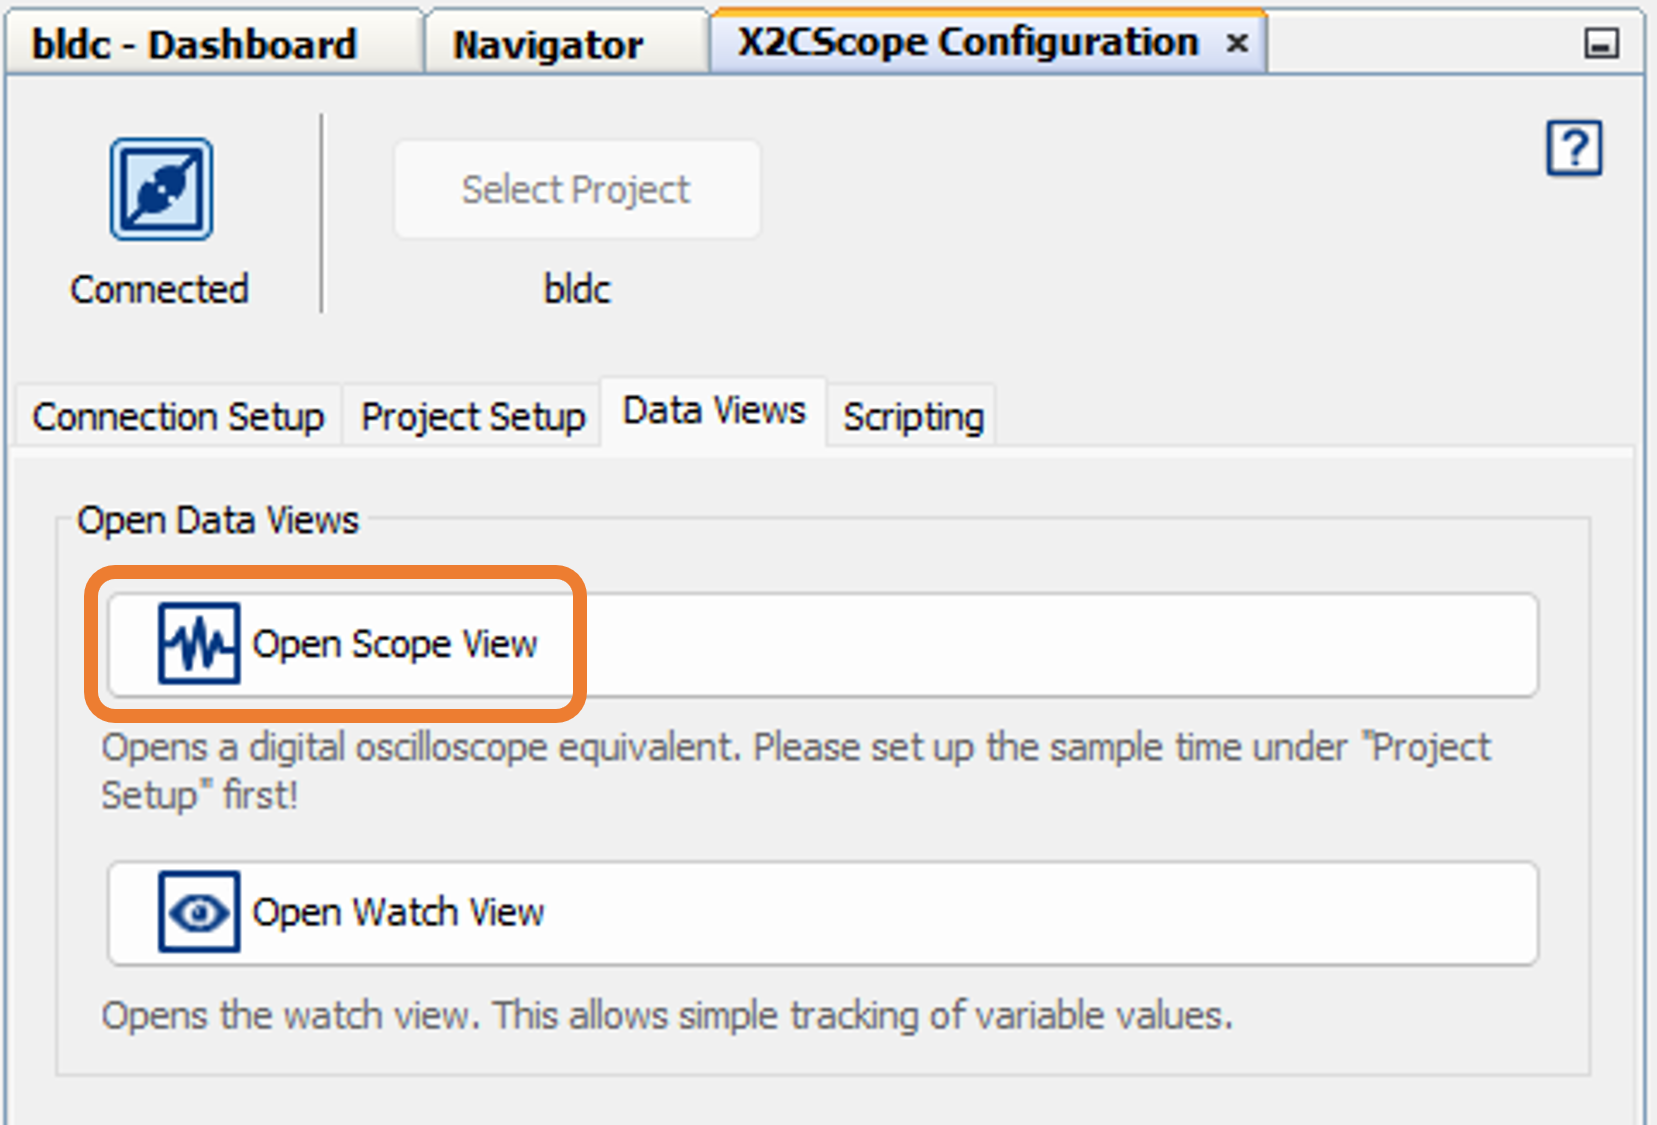 bldc - Dashboard
Navigator
X2CScope Configuration ×
?
Select Project
Connected
bldc
Connection Setup
Project Setup
Data Views
Scripting
Open Data Views
Open Scope View
Opens a digital oscilloscope equivalent. Please set up the sample time under "Project
Setup" first!
Open Watch View
Opens the watch view. This allows simple tracking of variable values.